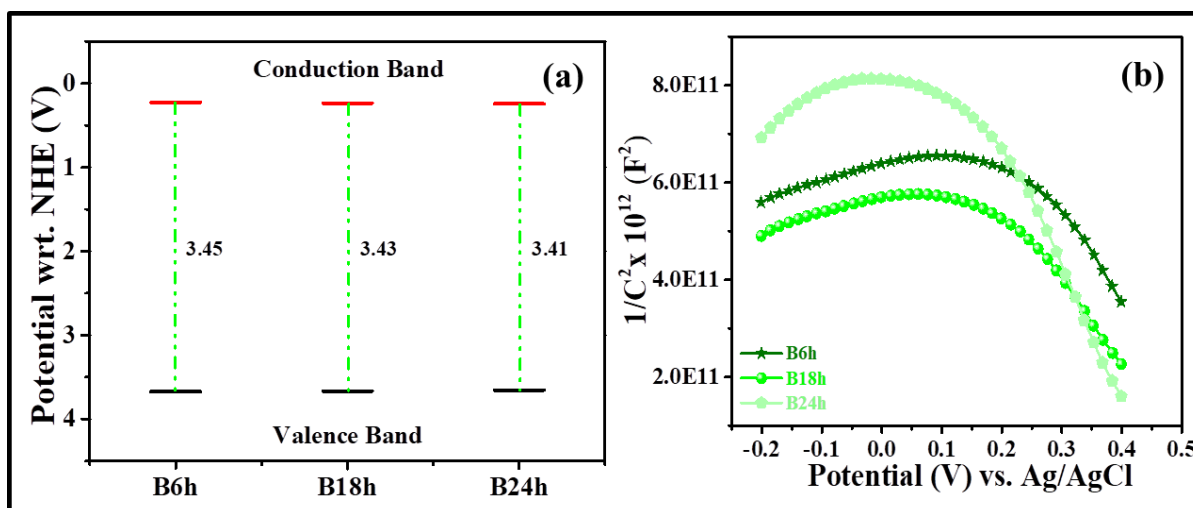 (a)
Conduction Band
Potential wrt. NHE (V)
0
1
2
3
4
3.45
3.43
3.41
Valence Band
B6h
B18h
B24h
(b)
1/C² x 10¹² (F²)
8.0E11
6.0E11
4.0E11
2.0E11
B6h
B18h
B24h
-0.2 -0.1 0.0 0.1 0.2 0.3 0.4 0.5
Potential (V) vs. Ag/AgCl